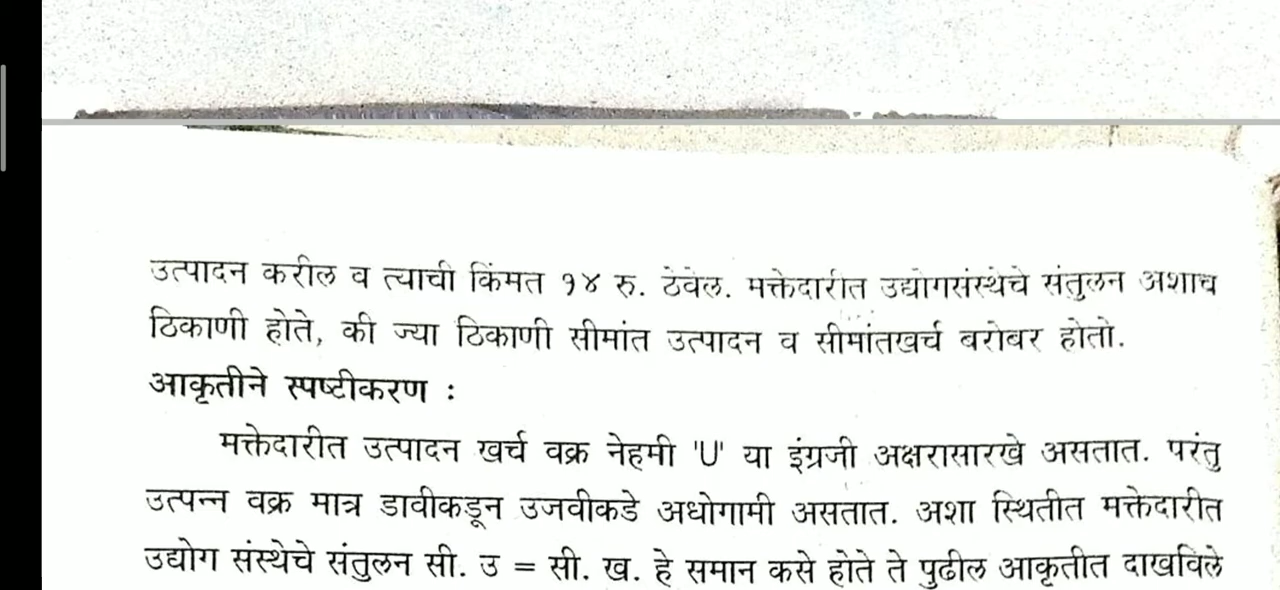 उत्पादन करील व त्याची किंमत १४ रु. ठेवेल. मक्तेदारीत उद्योगसंस्थेचे संतुलन अशाच
ठिकाणी होते, की ज्या ठिकाणी सीमांत उत्पादन व सीमांतखर्च बरोबर होतो.
आकृतीने स्पष्टीकरण :
मक्तेदारीत उत्पादन खर्च वक्र नेहमी 'U' या इंग्रजी अक्षरासारखे असतात. परंतु
उत्पन्न वक्र मात्र डावीकडून उजवीकडे अधोगामी असतात. अशा स्थितीत मक्तेदारीत
उद्योग संस्थेचे संतुलन सी. उ = सी. ख. हे समान कसे होते ते पुढील आकृतीत दाखविले